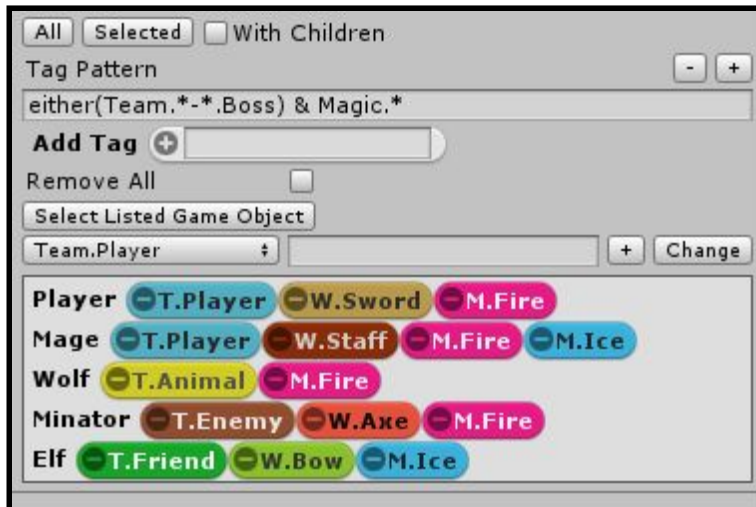 All Selected With Children
Tag Pattern - +
either(Team.*-*.Boss) & Magic.*
Add Tag
Remove All
Select Listed Game Object
Team.Player + Change
Player T.Player W.Sword M.Fire
Mage T.Player W.Staff M.Fire M.Ice
Wolf T.Animal M.Fire
Minator T.Enemy W.Axe M.Fire
Elf T.Friend W.Bow M.Ice